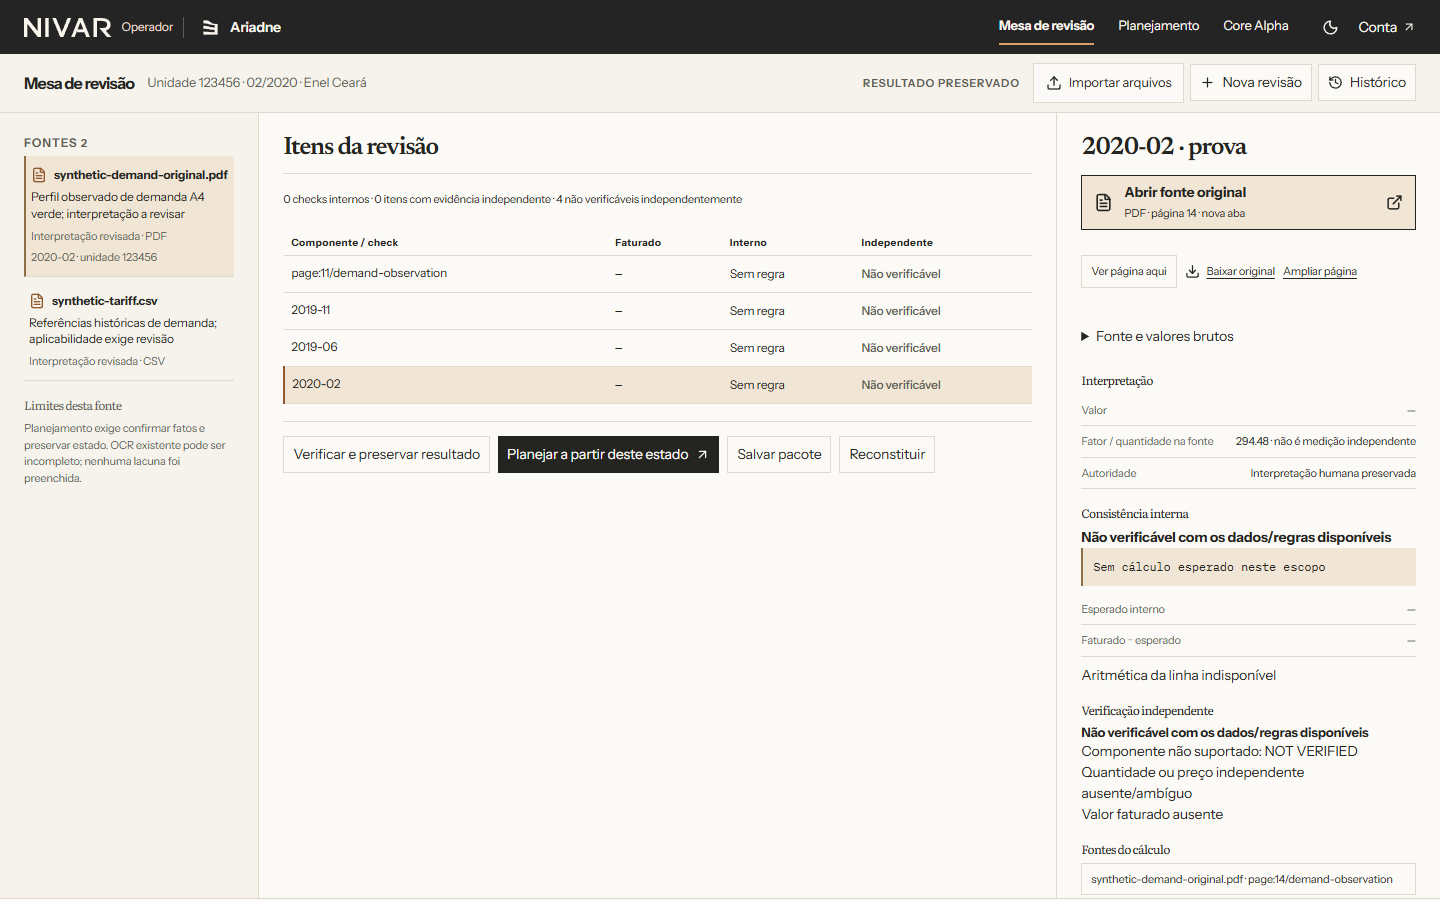 NIVAR Operador Ariadne
Mesa de revisão Planejamento Core Alpha Conta
Mesa de revisão Unidade 123456 · 02/2020 · Enel Ceará
RESULTADO PRESERVADO Importar arquivos Nova revisão Histórico
FONTES 2
synthetic-demand-original.pdf
Perfil observado de demanda A4
verde; interpretação a revisar
Interpretação revisada · PDF
2020-02 · unidade 123456
synthetic-tariff.csv
Referências históricas de demanda;
aplicabilidade exige revisão
Interpretação revisada · CSV
Limites desta fonte
Planejamento exige confirmar fatos e
preservar estado. OCR existente pode ser
incompleto; nenhuma lacuna foi
preenchida.
Itens da revisão
0 checks internos · 0 itens com evidência independente · 4 não verificáveis independentemente
Componente / check Faturado Interno Independente
page:11/demand-observation – Sem regra Não verificável
2019-11 – Sem regra Não verificável
2019-06 – Sem regra Não verificável
2020-02 – Sem regra Não verificável
Verificar e preservar resultado Planejar a partir deste estado Salvar pacote Reconstituir
2020-02 · prova
Abrir fonte original
PDF · página 14 · nova aba
Ver página aqui Baixar original Ampliar página
Fonte e valores brutos
Interpretação
Valor –
Fator / quantidade na fonte 294.48 · não é medição independente
Autoridade Interpretação humana preservada
Consistência interna
Não verificável com os dados/regras disponíveis
Sem cálculo esperado neste escopo
Esperado interno –
Faturado − esperado –
Aritmética da linha indisponível
Verificação independente
Não verificável com os dados/regras disponíveis
Componente não suportado: NOT VERIFIED
Quantidade ou preço independente
ausente/ambíguo
Valor faturado ausente
Fontes do cálculo
synthetic-demand-original.pdf · page:14/demand-observation